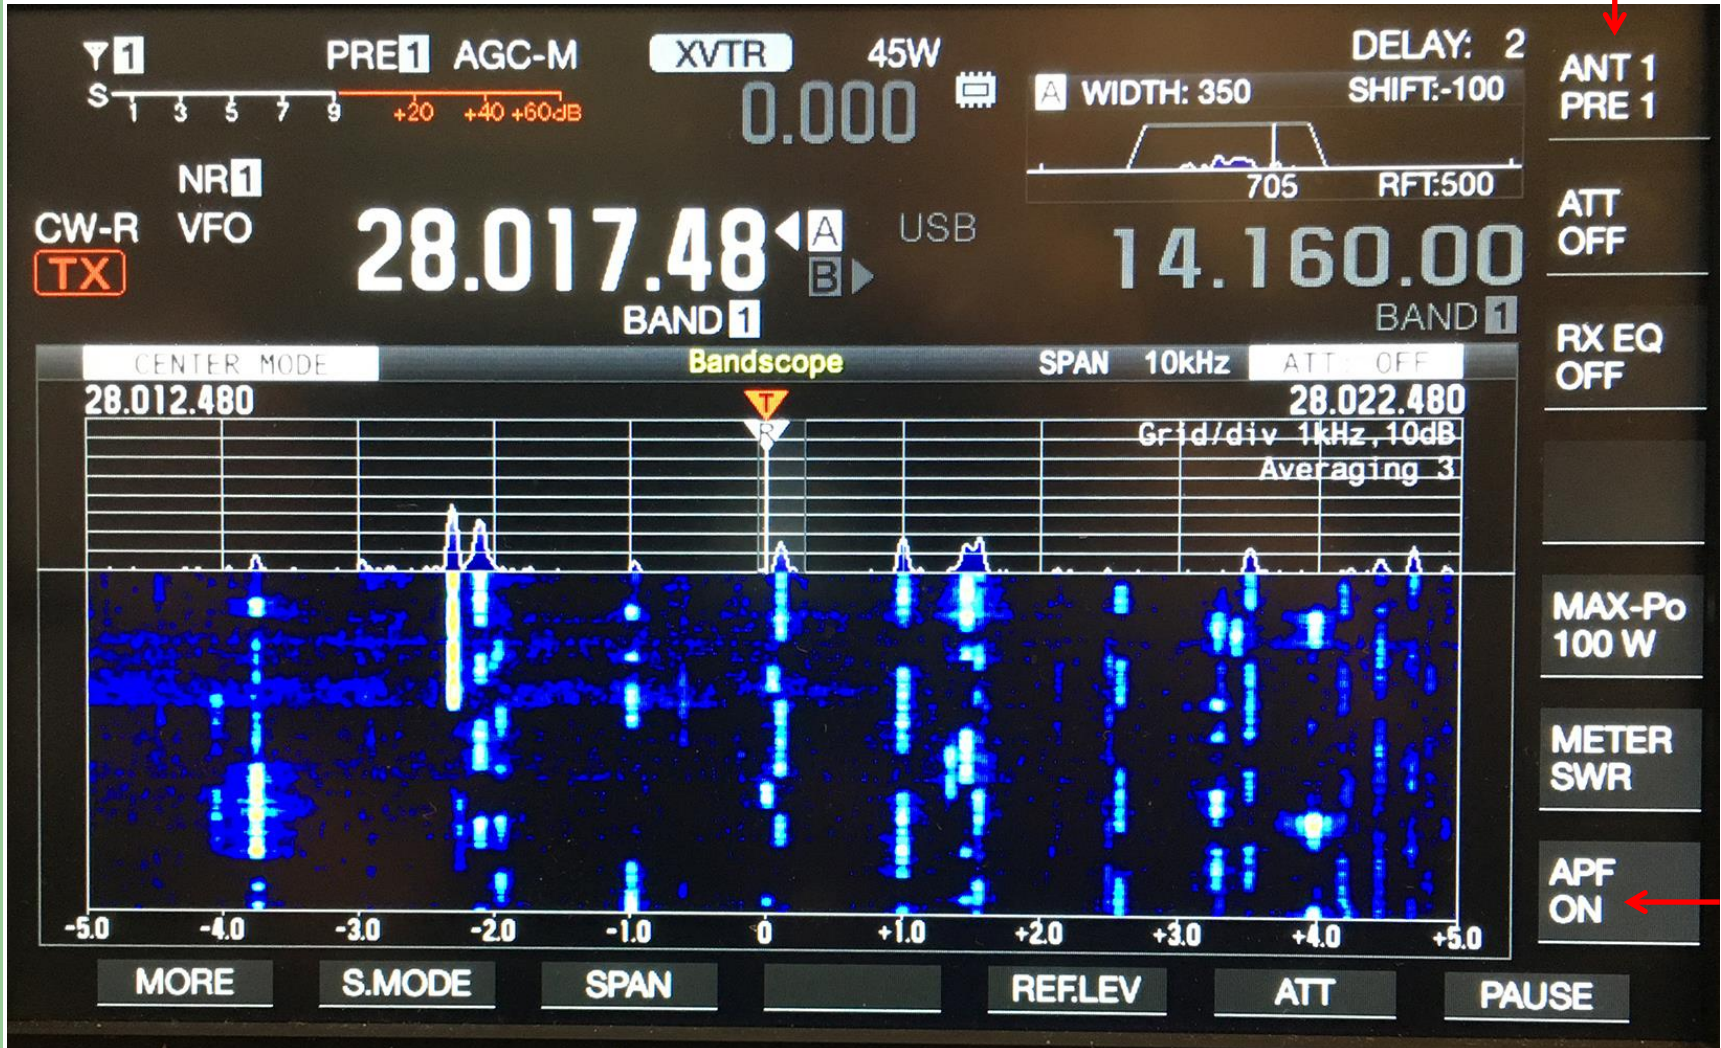 1 PRE 1 AGC-M XVTR 45W DELAY: 2
S 1 3 5 7 9 +20 +40 +60dB
0.000
A WIDTH: 350 SHIFT:-100
705 RFT:500
NR 1
CW-R VFO 28.017.48 A USB 14.160.00
TX B
BAND 1 BAND 1
CENTER MODE Bandscope SPAN 10kHz ATT: OFF
28.012.480 T 28.022.480
R Grid/div 1kHz,10dB
Averaging 3
-5.0 -4.0 -3.0 -2.0 -1.0 0 +1.0 +2.0 +3.0 +4.0 +5.0
MORE S.MODE SPAN REF.LEV ATT PAUSE
ANT 1
PRE 1
ATT
OFF
RX EQ
OFF
MAX-Po
100 W
METER
SWR
APF
ON